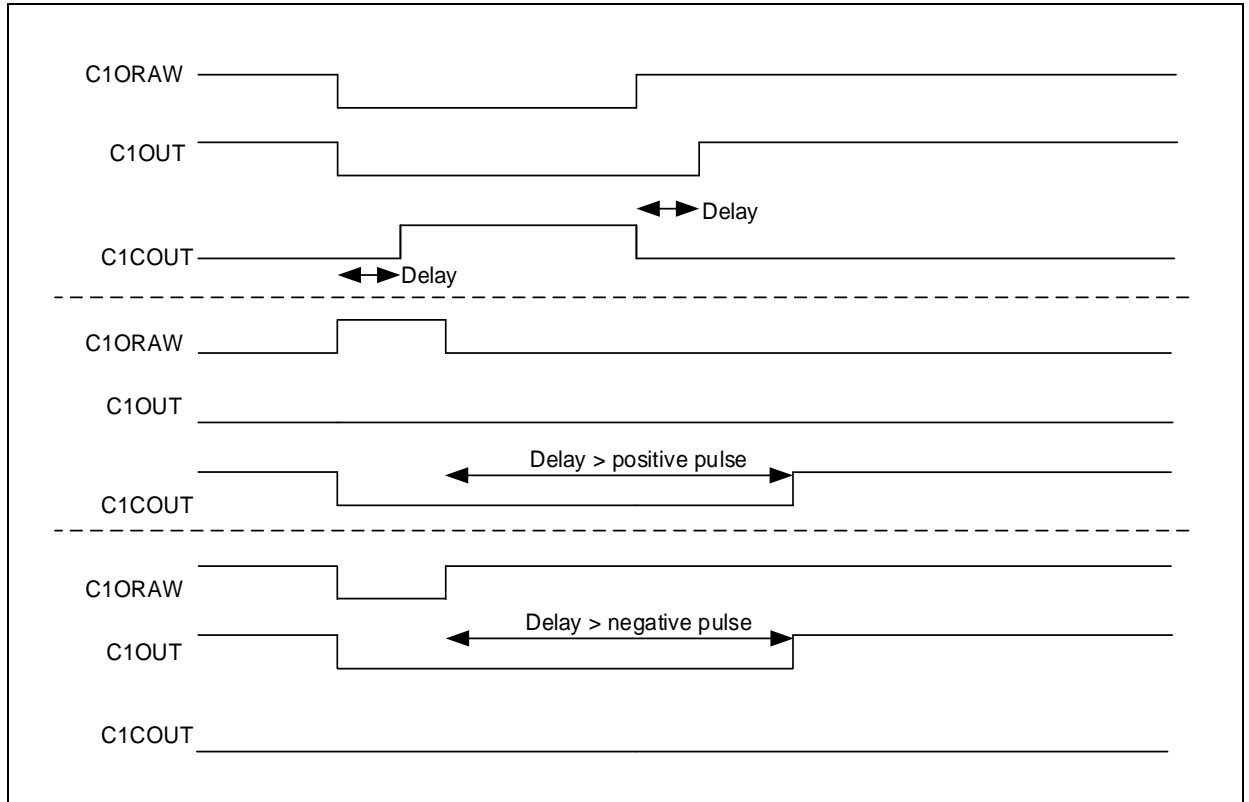 C1ORAW
C1OUT
Delay
C1COUT
Delay
C1ORAW
C1OUT
Delay > positive pulse
C1COUT
C1ORAW
Delay > negative pulse
C1OUT
C1COUT